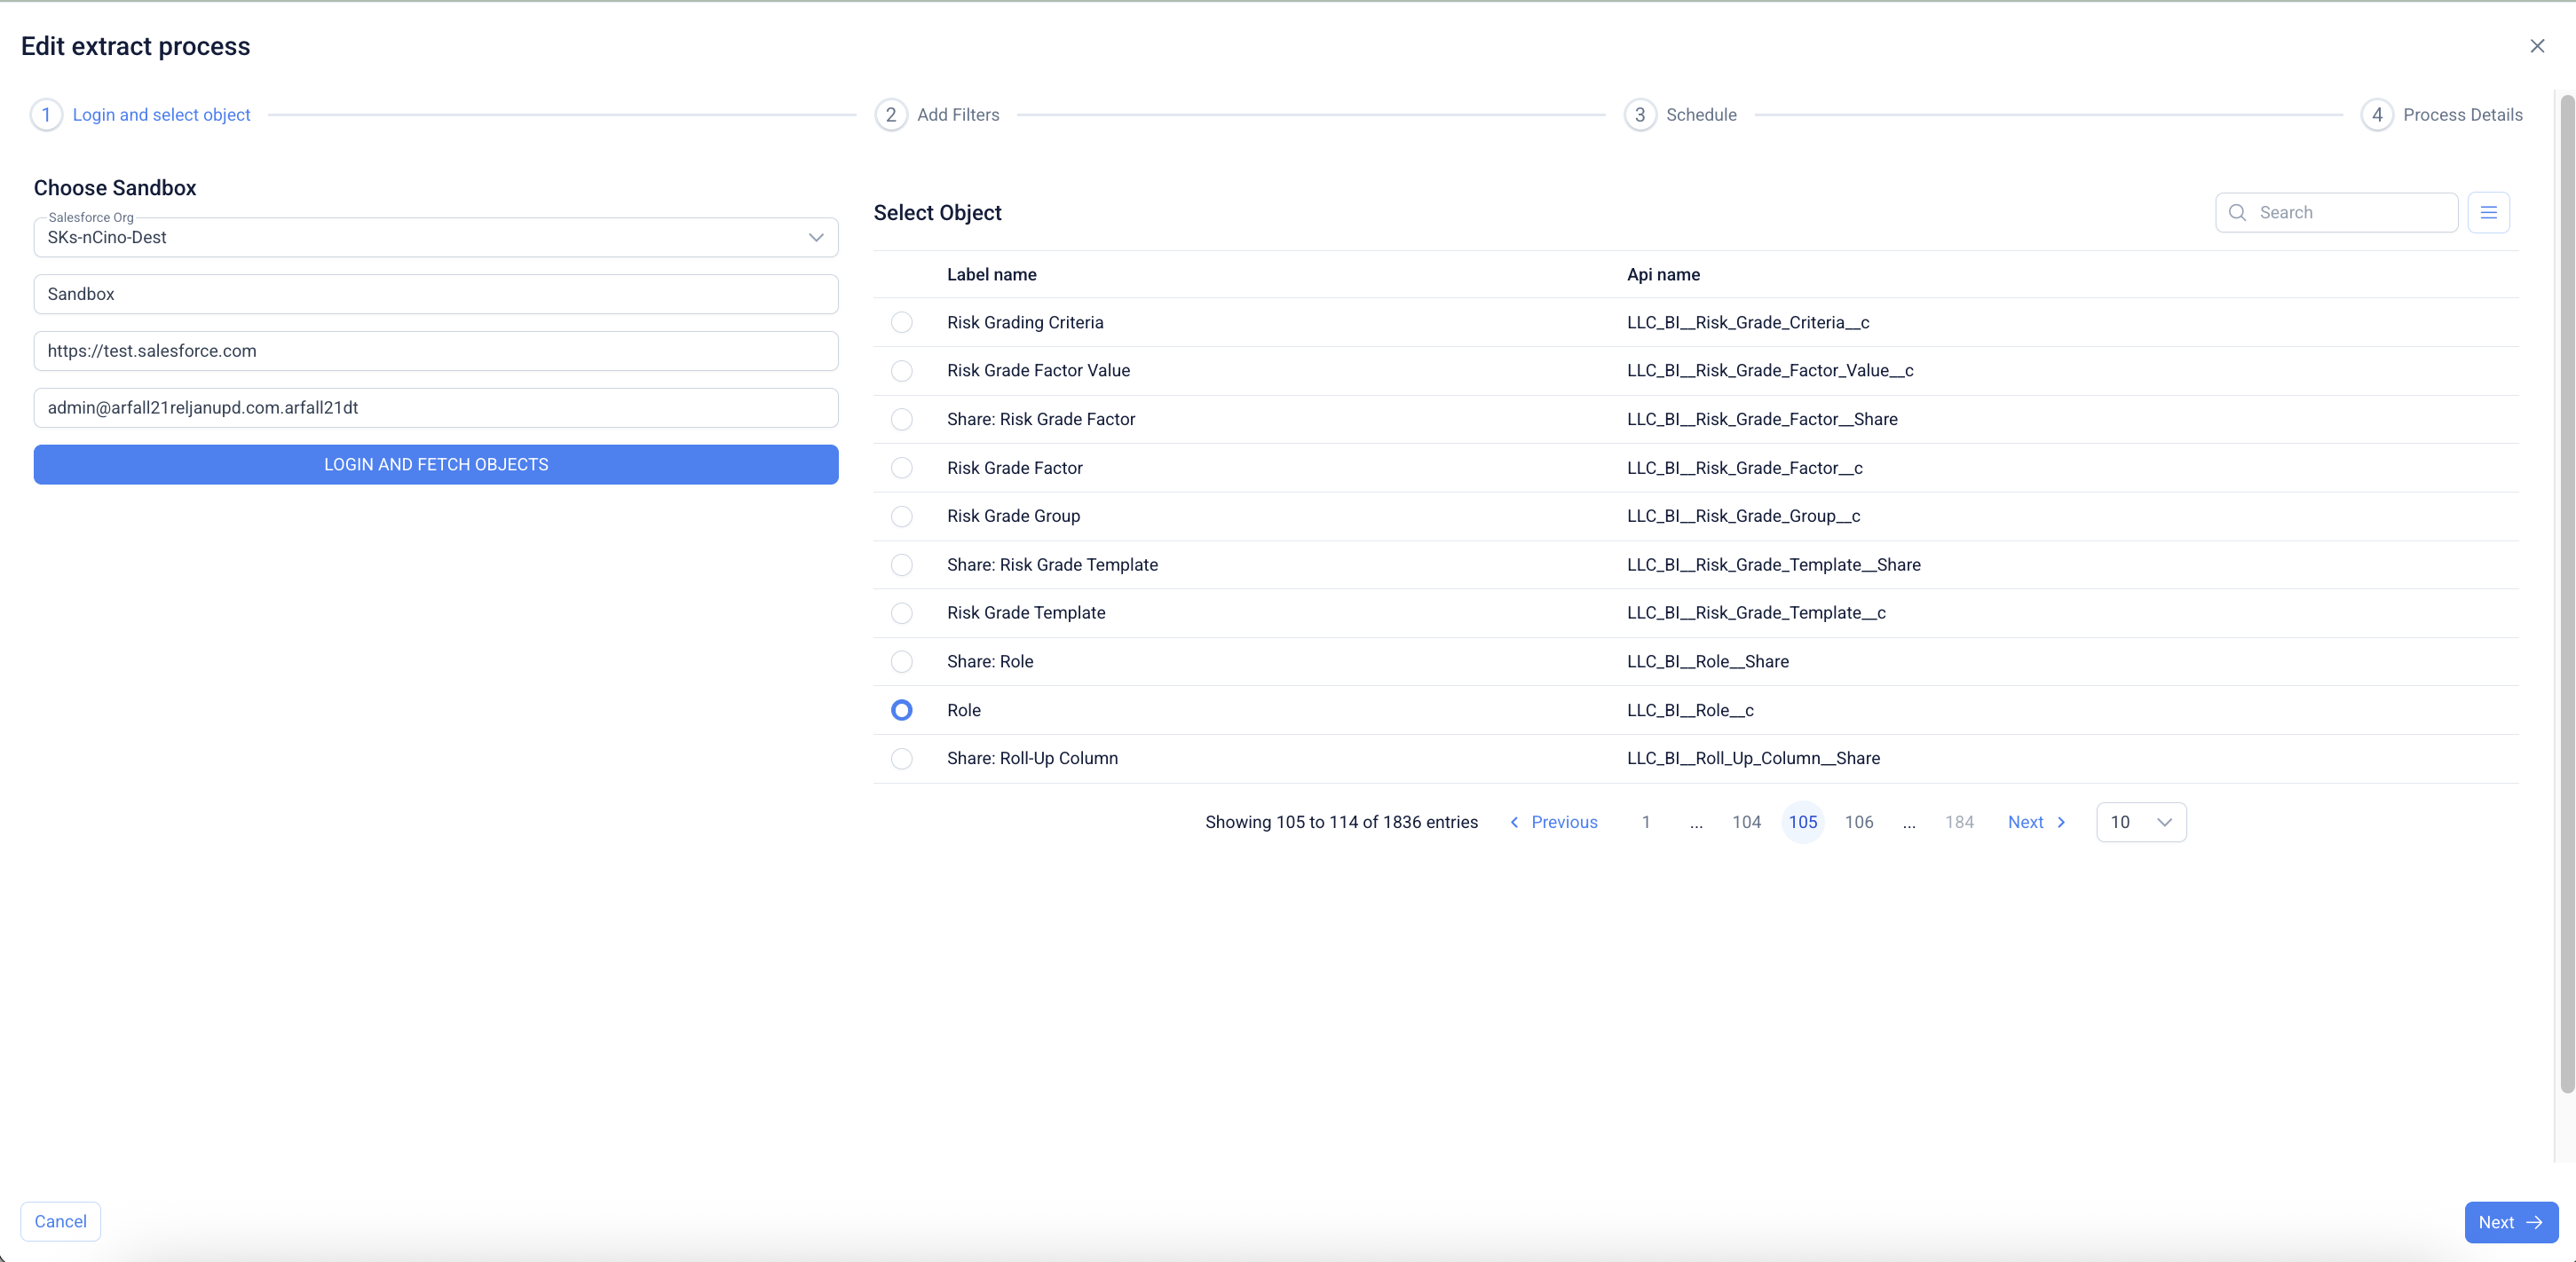 Edit extract process
1 Login and select object
2 Add Filters
3 Schedule
4 Process Details
Choose Sandbox
Salesforce Org
SKs-nCino-Dest
Sandbox
https://test.salesforce.com
admin@arfall21reljanupd.com.arfall21dt
LOGIN AND FETCH OBJECTS
Select Object
Search
Label name Api name
Risk Grading Criteria LLC_BI__Risk_Grade_Criteria__c
Risk Grade Factor Value LLC_BI__Risk_Grade_Factor_Value__c
Share: Risk Grade Factor LLC_BI__Risk_Grade_Factor__Share
Risk Grade Factor LLC_BI__Risk_Grade_Factor__c
Risk Grade Group LLC_BI__Risk_Grade_Group__c
Share: Risk Grade Template LLC_BI__Risk_Grade_Template__Share
Risk Grade Template LLC_BI__Risk_Grade_Template__c
Share: Role LLC_BI__Role__Share
Role LLC_BI__Role__c
Share: Roll-Up Column LLC_BI__Roll_Up_Column__Share
Showing 105 to 114 of 1836 entries Previous 1 ... 104 105 106 ... 184 Next 10
Cancel
Next